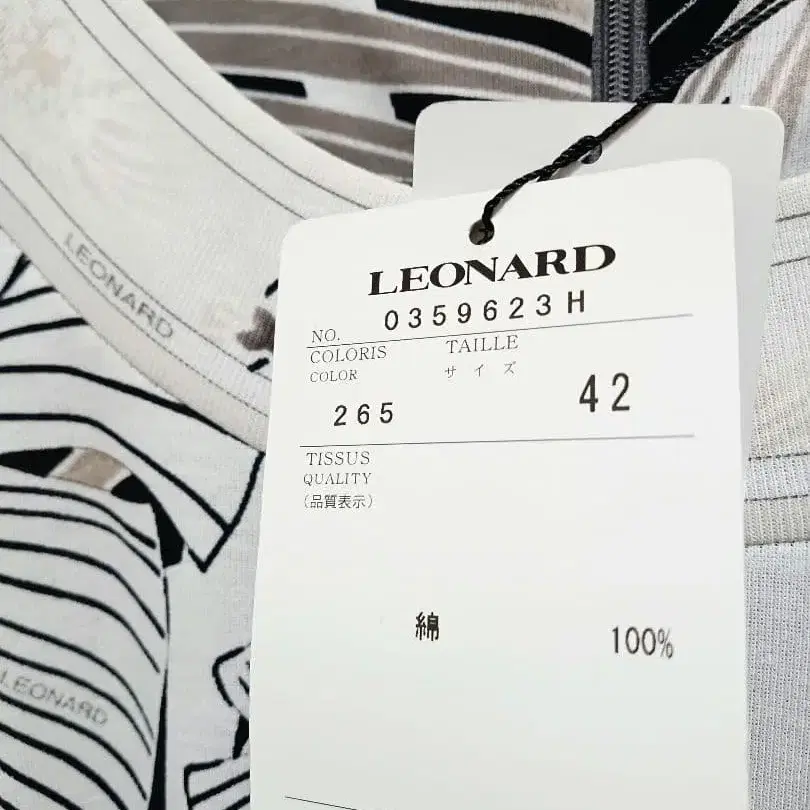 LEONARD
NO. 0359623H
COLORIS TAILLE
COLOR サイズ
265 42
TISSUS
QUALITY
(品質表示)
綿 100%
LEONARD
LEONARD